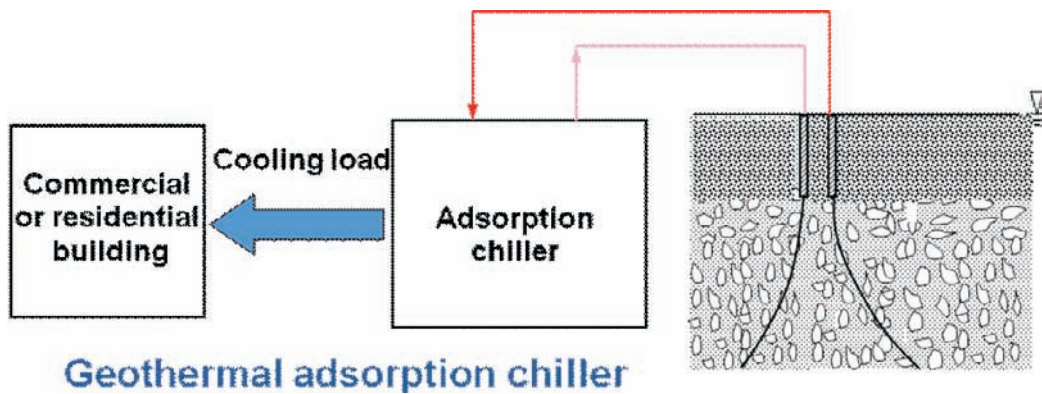 Commercial
or residential
building
Cooling load
Adsorption
chiller
Geothermal adsorption chiller